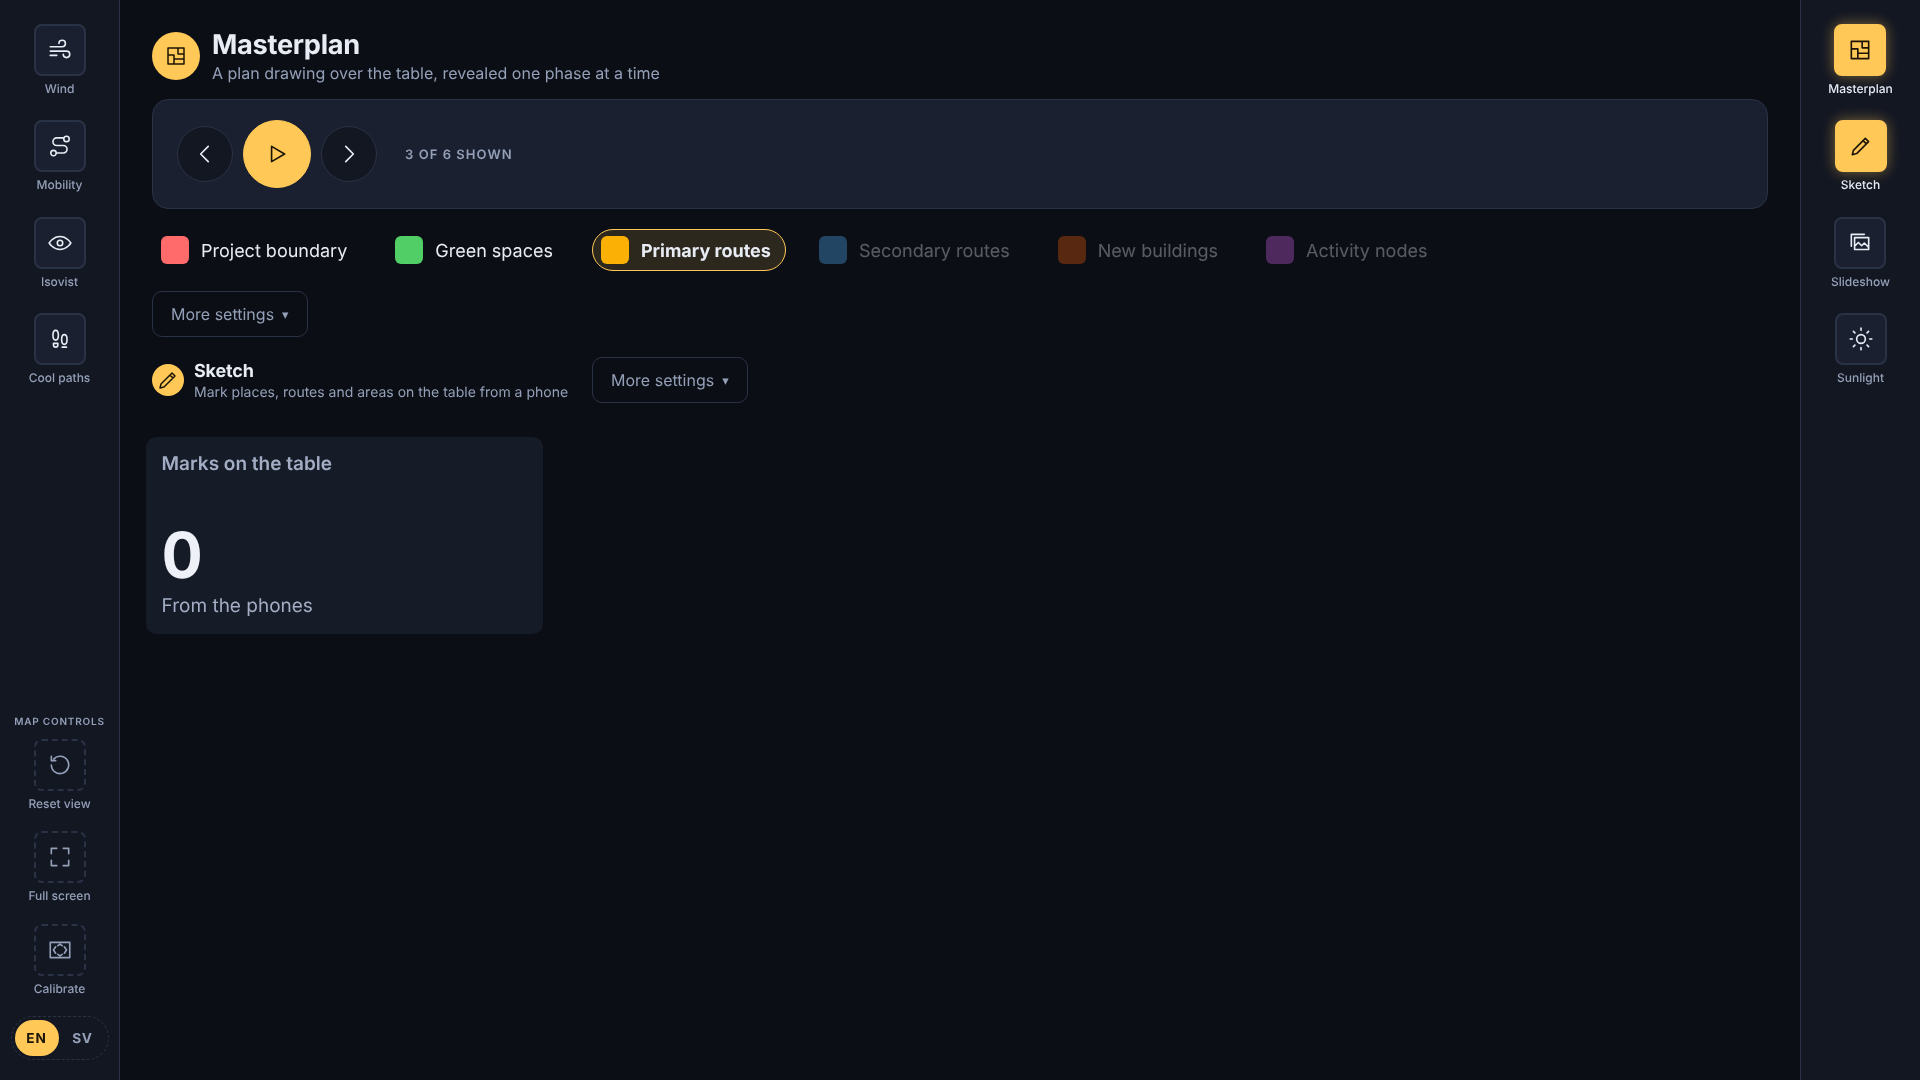 Wind
Mobility
Isovist
Cool paths
MAP CONTROLS
Reset view
Full screen
Calibrate
EN SV
Masterplan
A plan drawing over the table, revealed one phase at a time
3 OF 6 SHOWN
Project boundary Green spaces Primary routes Secondary routes New buildings Activity nodes
More settings ▾
Sketch
Mark places, routes and areas on the table from a phone
More settings ▾
Marks on the table
0
From the phones
Masterplan
Sketch
Slideshow
Sunlight